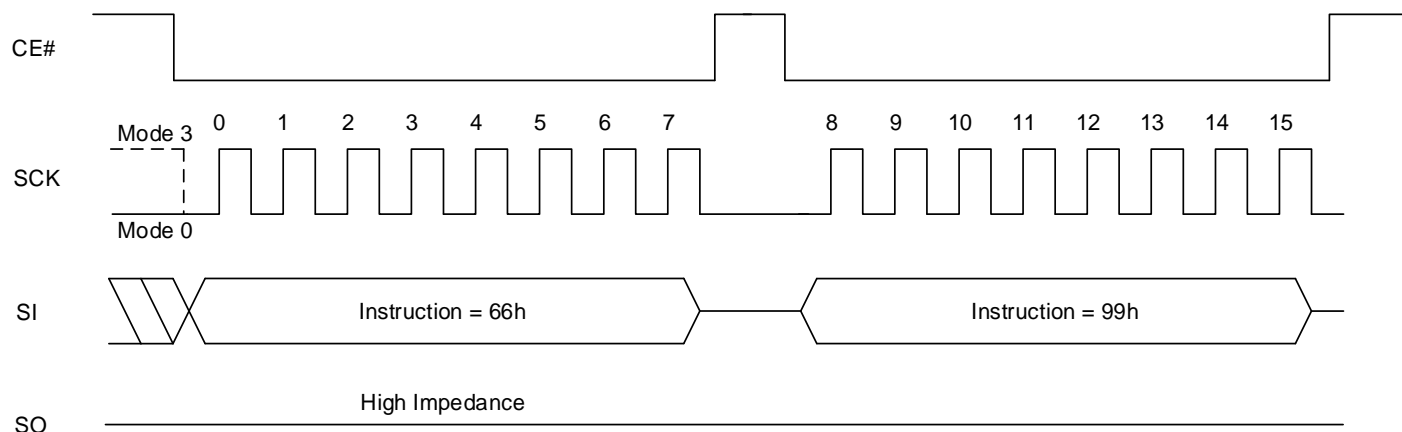 CE#
0 1 2 3 4 5 6 7 8 9 10 11 12 13 14 15
Mode 3
SCK
Mode 0
SI
Instruction = 66h
Instruction = 99h
High Impedance
SO